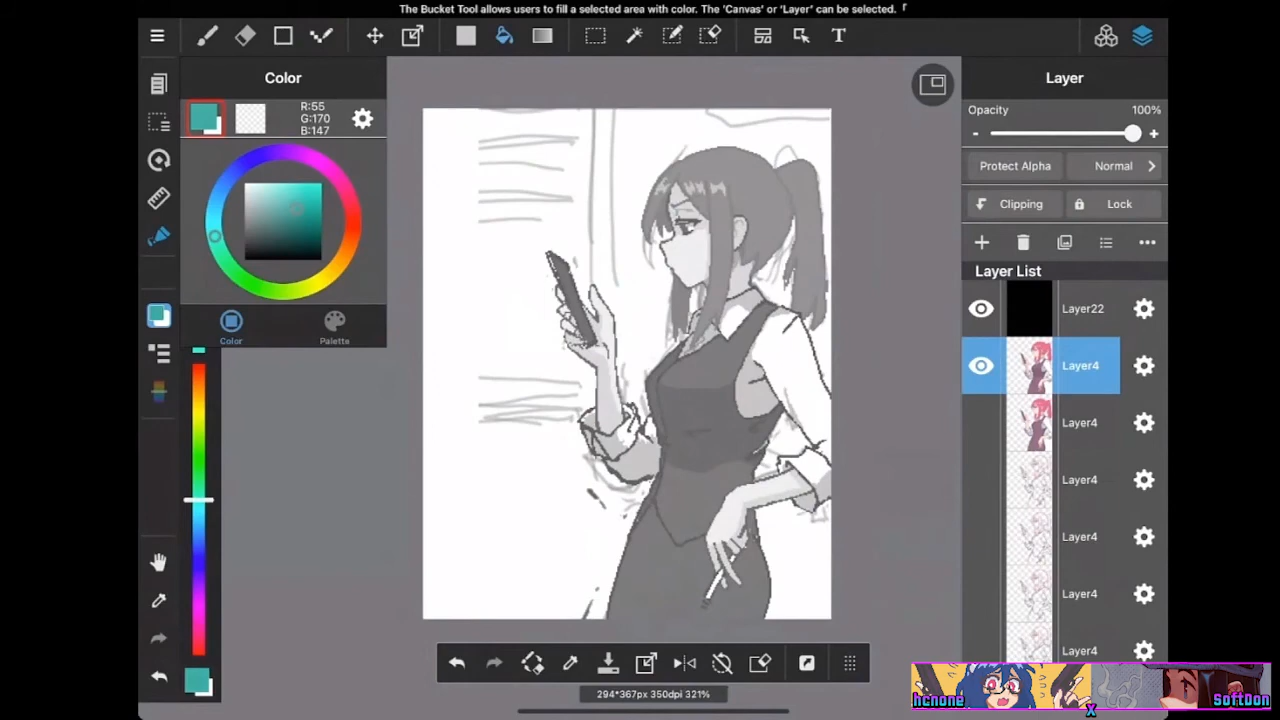 The Bucket Tool allows users to fill a selected area with color. The ‘Canvas’ or ‘Layer’ can be selected. 「
T
Color
R:55
G:170
B:147
Color
Palette
Layer
Opacity
100%
-
+
Protect Alpha
Normal
Clipping
Lock
Layer List
Layer22
Layer4
Layer4
Layer4
Layer4
Layer4
Layer4
294*367px 350dpi 321%
hcnone
X
SoftDon